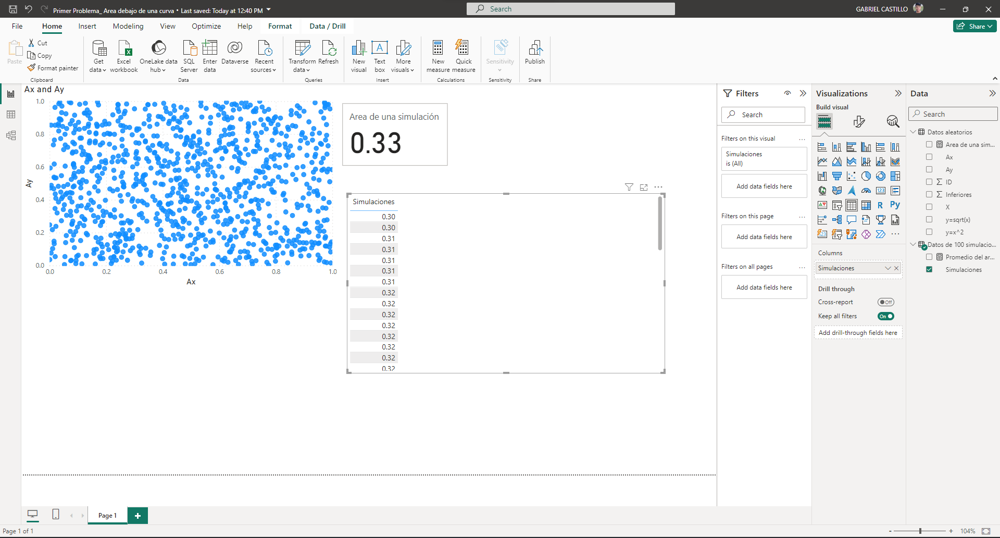 Primer Problema_ Area debajo de una curva • Last saved: Today at 12:40 PM
Search
GABRIEL CASTILLO
File
Home
Insert
Modeling
View
Optimize
Help
Format
Data / Drill
Share
Paste
Cut
Copy
Format painter
Clipboard
Get data
Excel workbook
OneLake data hub
SQL Server
Enter data
Dataverse
Recent sources
Data
Transform data
Refresh
Queries
New visual
Text box
More visuals
Insert
New measure
Quick measure
Calculations
Sensitivity
Sensitivity
Publish
Share
Ax and Ay
1.0
0.8
0.6
0.4
0.2
0.0
Ay
0.0
0.2
0.4
0.6
0.8
1.0
Ax
Area de una simulación
0.33
Simulaciones
0.30
0.30
0.31
0.31
0.31
0.31
0.31
0.32
0.32
0.32
0.32
0.32
0.32
0.32
0.32
Filters
Search
Filters on this visual
Simulaciones
is (All)
Add data fields here
Filters on this page
Add data fields here
Filters on all pages
Add data fields here
Visualizations
Build visual
123
R
Py
123
Columns
Simulaciones
Drill through
Cross-report
Off
Keep all filters
On
Add drill-through fields here
Data
Search
Datos aleatorios
Area de una sim...
Ax
Ay
ID
Inferiores
X
y=sqrt(x)
y=x^2
Datos de 100 simulacio...
Promedio del ar...
Simulaciones
Page 1
Page 1 of 1
104%